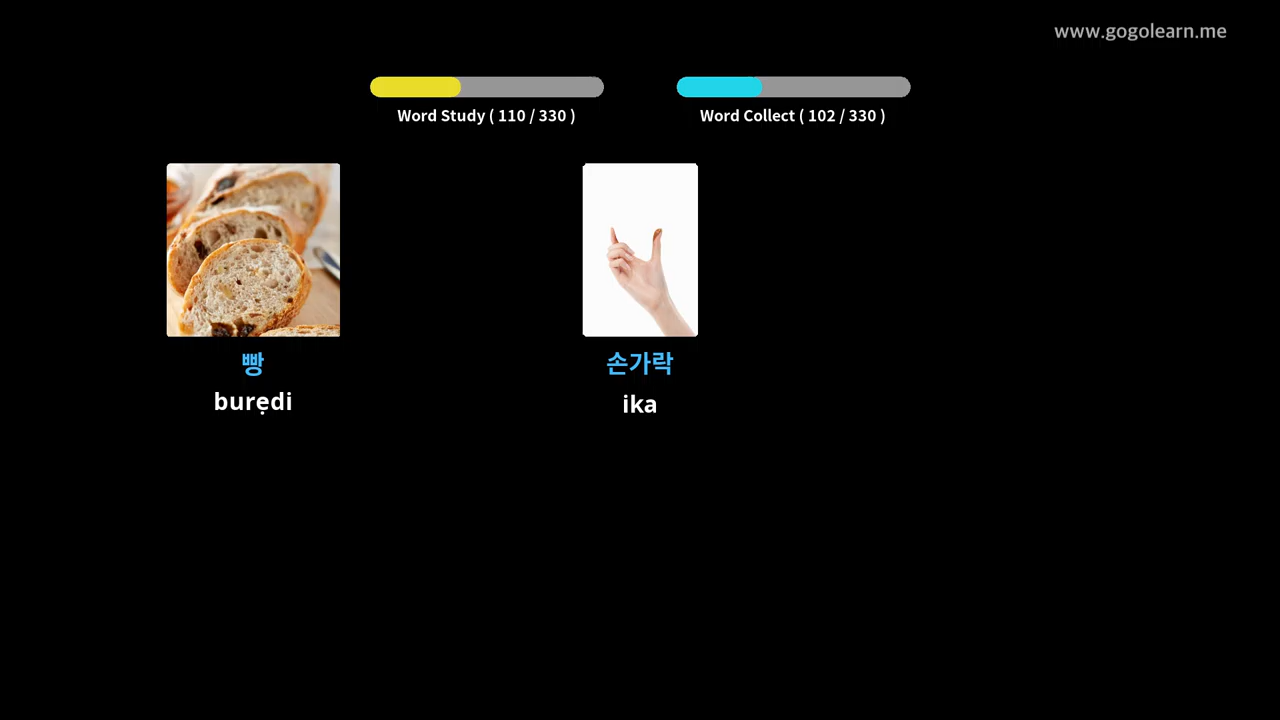 www.gogolearn.me
Word Study ( 110 / 330 )
Word Collect ( 102 / 330 )
빵
burẹdi
손가락
ika